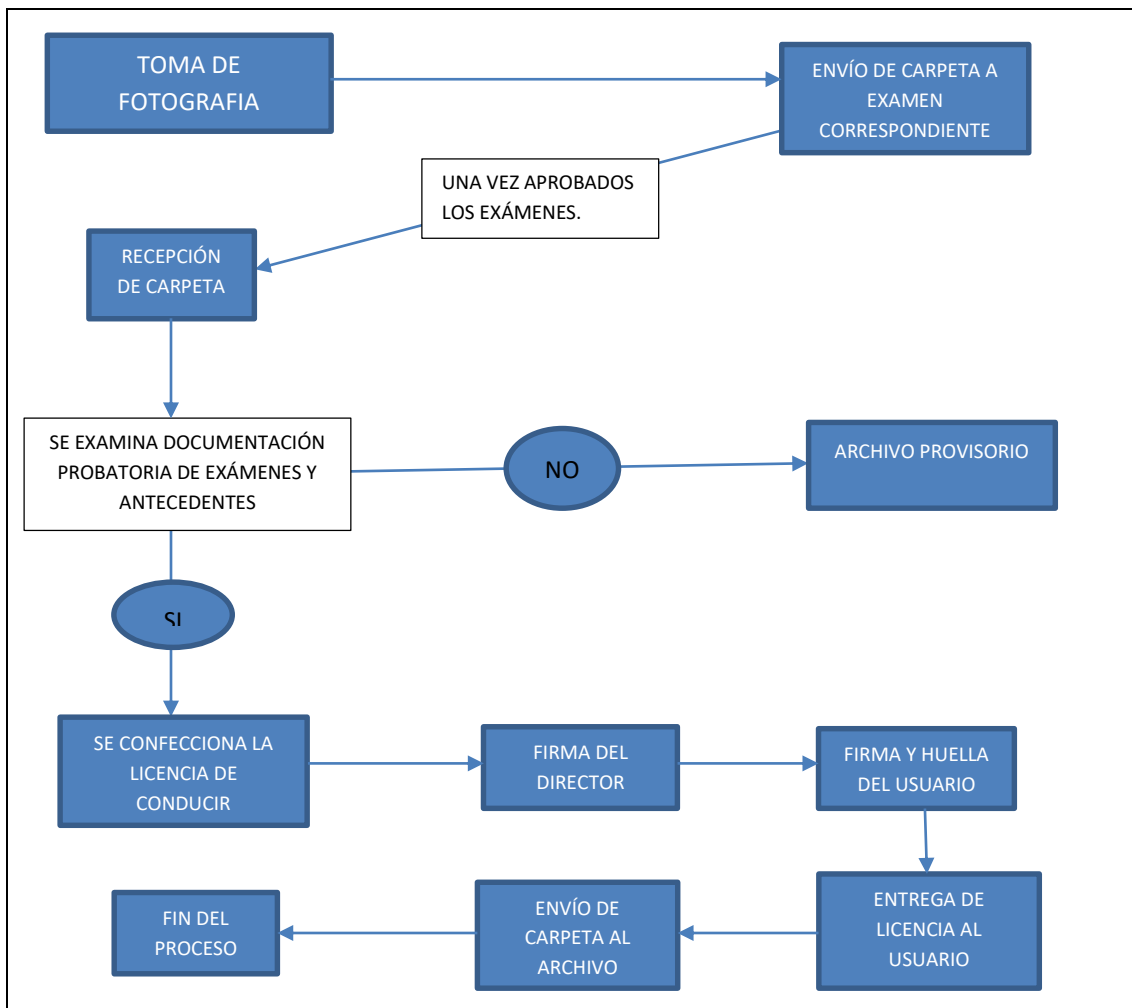 TOMA DE
FOTOGRAFIA
ENVÍO DE CARPETA A
EXAMEN
CORRESPONDIENTE
UNA VEZ APROBADOS
LOS EXÁMENES.
RECEPCIÓN
DE CARPETA
SE EXAMINA DOCUMENTACIÓN
PROBATORIA DE EXÁMENES Y
ANTECEDENTES
NO
ARCHIVO PROVISORIO
SI
SE CONFECCIONA LA
LICENCIA DE
CONDUCIR
FIRMA DEL
DIRECTOR
FIRMA Y HUELLA
DEL USUARIO
ENTREGA DE
LICENCIA AL
USUARIO
ENVÍO DE
CARPETA AL
ARCHIVO
FIN DEL
PROCESO